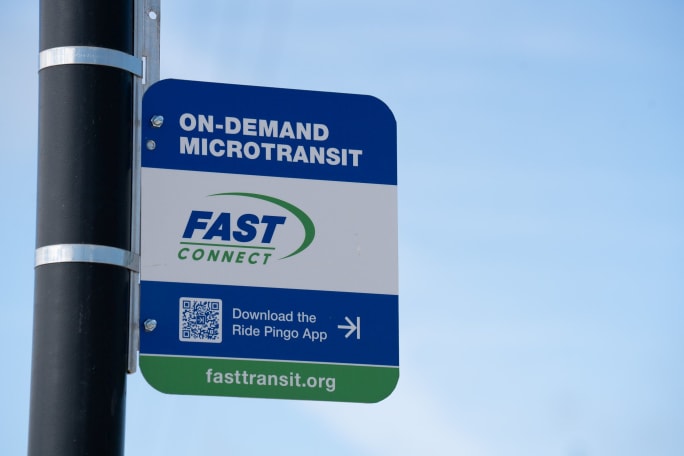 ON-DEMAND
MICROTRANSIT
FAST
CONNECT
Download the
Ride Pingo App
fasttransit.org